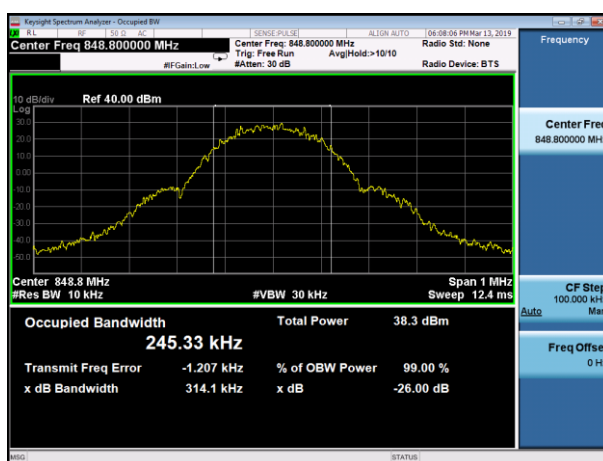 Keysight Spectrum Analyzer - Occupied BW
RL RF 50 Ω AC SENSE:PULSE ALIGN AUTO 06:08:06 PM Mar 13, 2019
Center Freq 848.800000 MHz Center Freq: 848.800000 MHz Radio Std: None Frequency
Trig: Free Run Avg|Hold:>10/10
#IFGain:Low #Atten: 30 dB Radio Device: BTS
10 dB/div Ref 40.00 dBm
Log
30.0
20.0
10.0
0.00
-10.0
-20.0
-30.0
-40.0
-50.0
Center Freq
848.800000 MHz
Center 848.8 MHz Span 1 MHz
#Res BW 10 kHz #VBW 30 kHz Sweep 12.4 ms
CF Step
100.000 kHz
Auto Man
Occupied Bandwidth Total Power 38.3 dBm
245.33 kHz
Transmit Freq Error -1.207 kHz % of OBW Power 99.00 %
x dB Bandwidth 314.1 kHz x dB -26.00 dB
Freq Offset
0 Hz
MSG STATUS